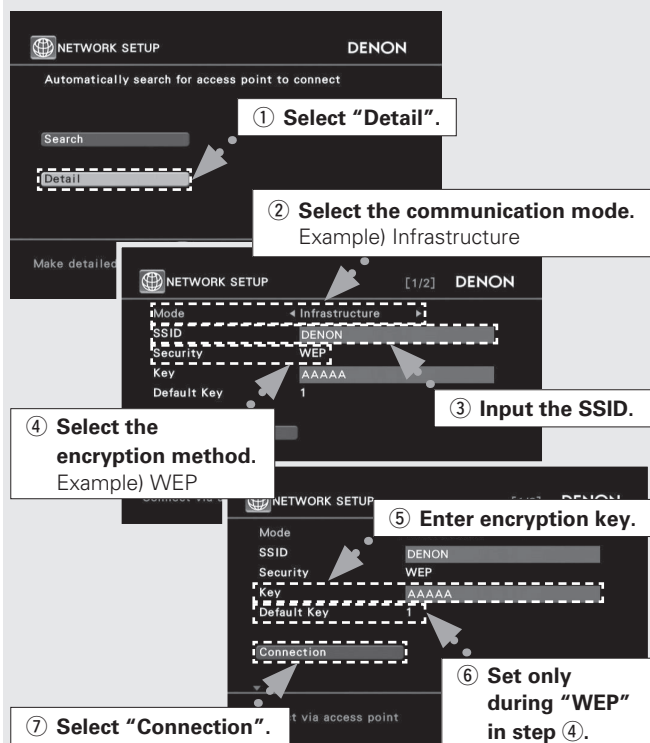 NETWORK SETUP DENON
Automatically search for access point to connect
① Select “Detail”.
Search
Detail
② Select the communication mode.
Example) Infrastructure
Make detailed
NETWORK SETUP [1/2] DENON
Mode Infrastructure
SSID DENON
Security WEP
Key AAAAA
Default Key 1
③ Input the SSID.
④ Select the
encryption method.
Example) WEP
NETWORK SETUP DENON
⑤ Enter encryption key.
Mode
SSID DENON
Security WEP
Key AAAAA
Default Key 1
Connection
⑥ Set only
during “WEP”
in step ④.
via access point
⑦ Select “Connection”.